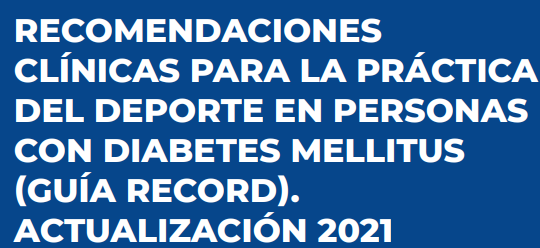 RECOMENDACIONES
CLÍNICAS PARA LA PRÁCTICA
DEL DEPORTE EN PERSONAS
CON DIABETES MELLITUS
(GUÍA RECORD).
ACTUALIZACIÓN 2021